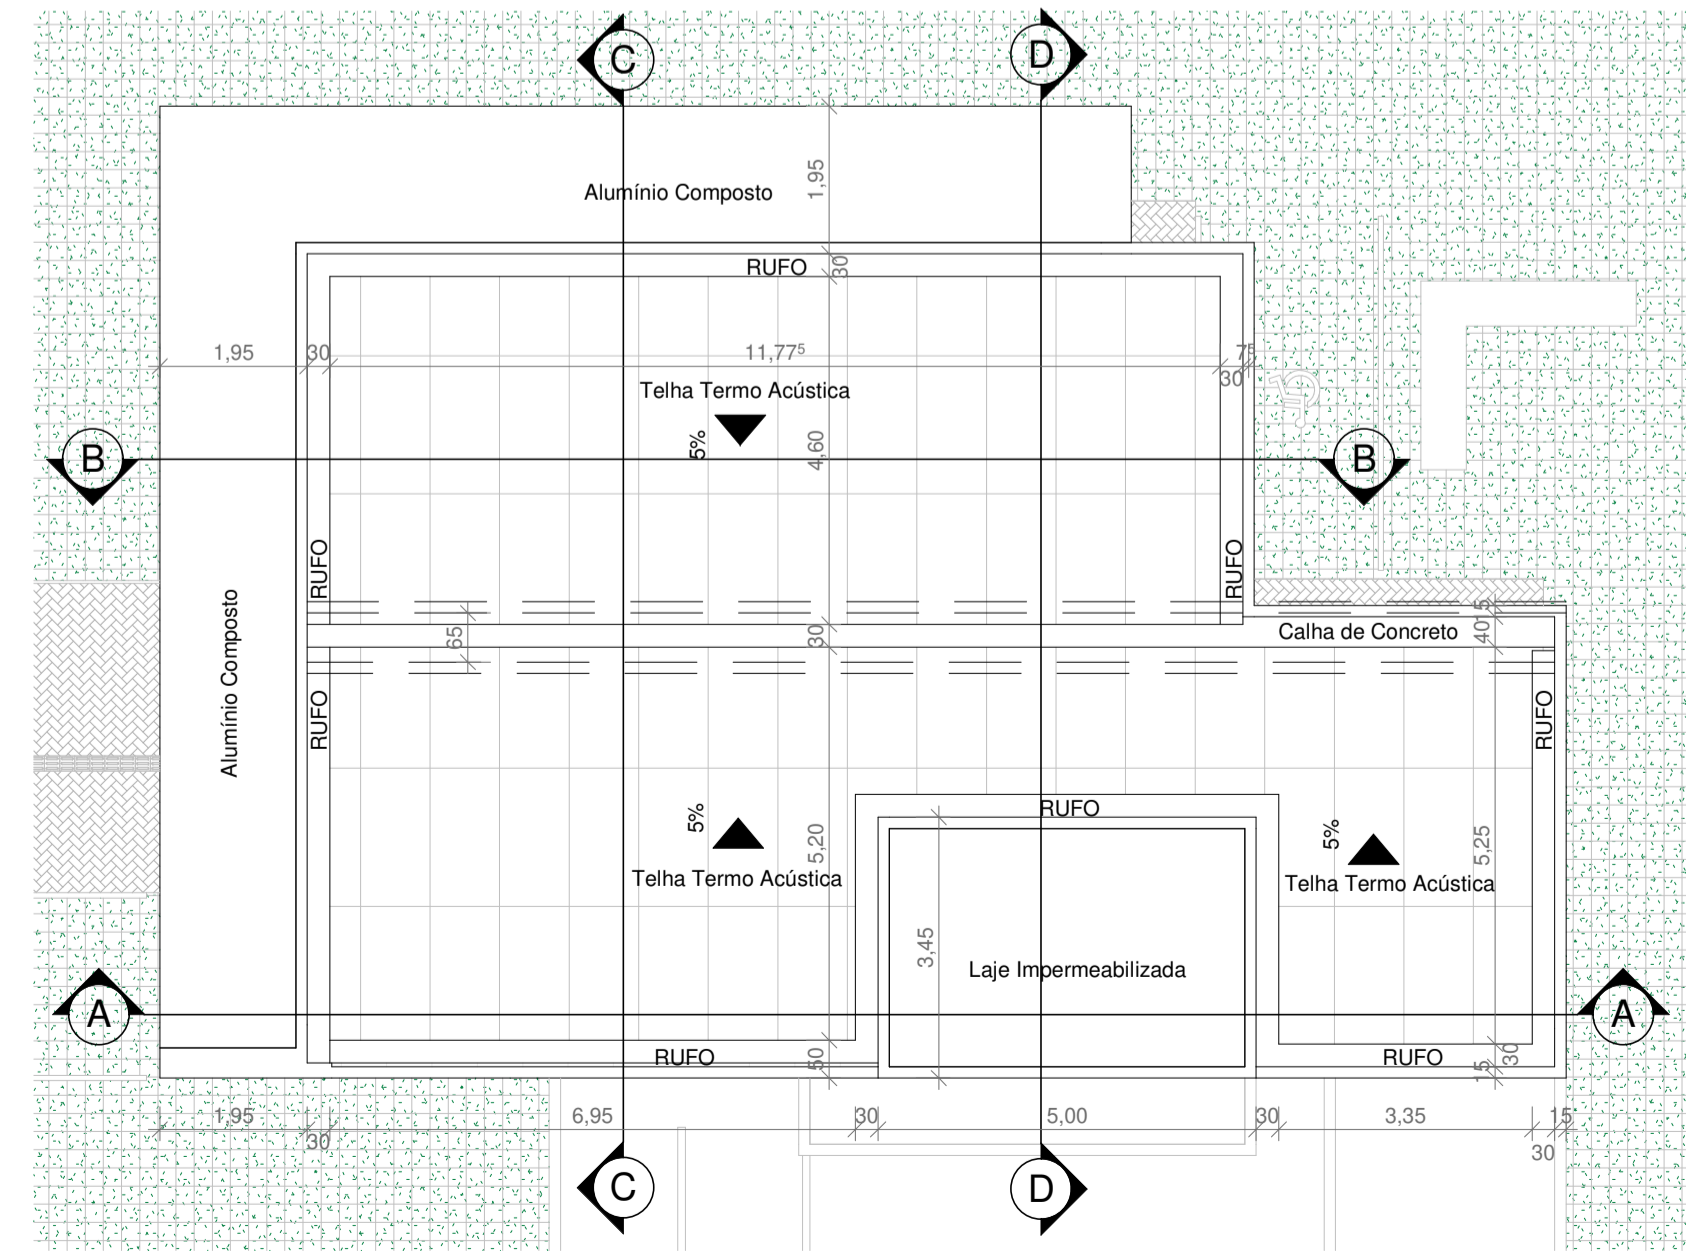 C
D
1,95
Alumínio Composto
RUFO
30
1,95
30
11,77⁵
7⁵
30
Telha Termo Acústica
5%
4,60
B
B
RUFO
RUFO
65
30
Calha de Concreto
40
15
Alumínio Composto
RUFO
RUFO
RUFO
5%
5,20
5%
5,25
Telha Termo Acústica
Telha Termo Acústica
3,45
Laje Impermeabilizada
A
A
RUFO
50
RUFO
30
15
1,95
30
6,95
30
5,00
30
3,35
15
30
C
D